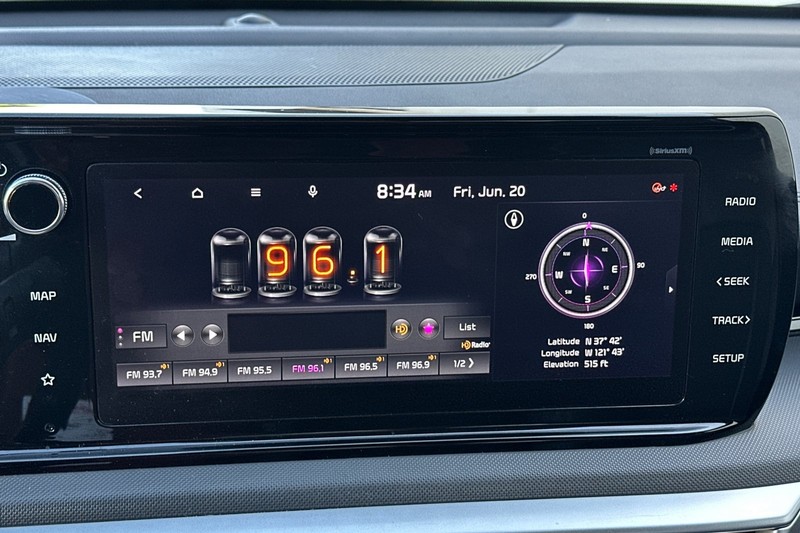 ((SiriusXM))
8:34 AM Fri, Jun. 20
RADIO
MEDIA
< SEEK
TRACK >
SETUP
MAP
NAV
96.1
FM
HD
List
HD Radio
FM 93.7
FM 94.9
FM 95.5
FM 96.1
FM 96.5
FM 96.9
1/2 >
0
90
180
270
N
NE
E
SE
S
SW
W
NW
Latitude N 37° 42'
Longitude W 121° 43'
Elevation 515 ft